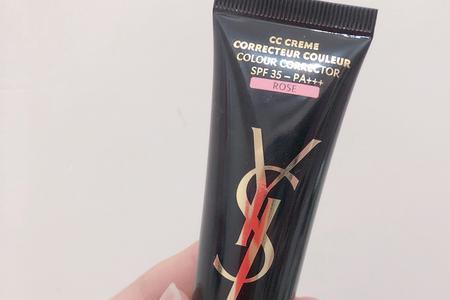 CC CREME
CORRECTEUR COULEUR
COLOUR CORRECTOR
SPF 35 – PA+++
ROSE
YSL